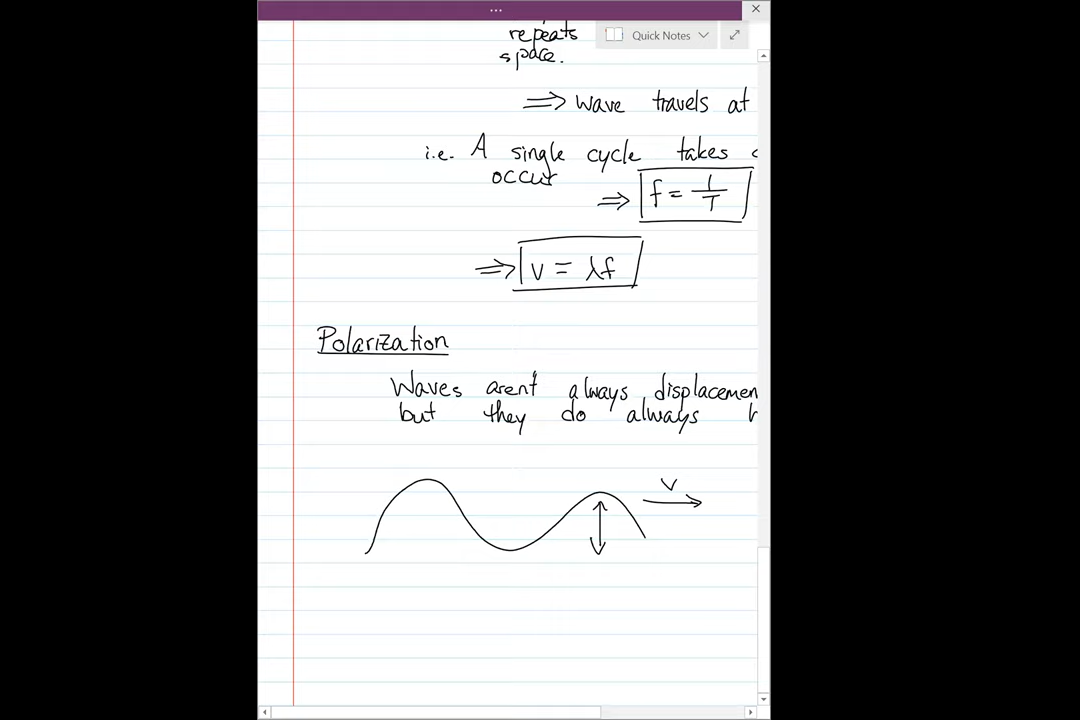 ...
repeats
Quick Notes
space.
⇒ wave travels at
i.e. A single cycle takes
occur
⇒ f = 1/T
⇒ v = λf
Polarization
Waves aren't always displacemen
but they do always
v